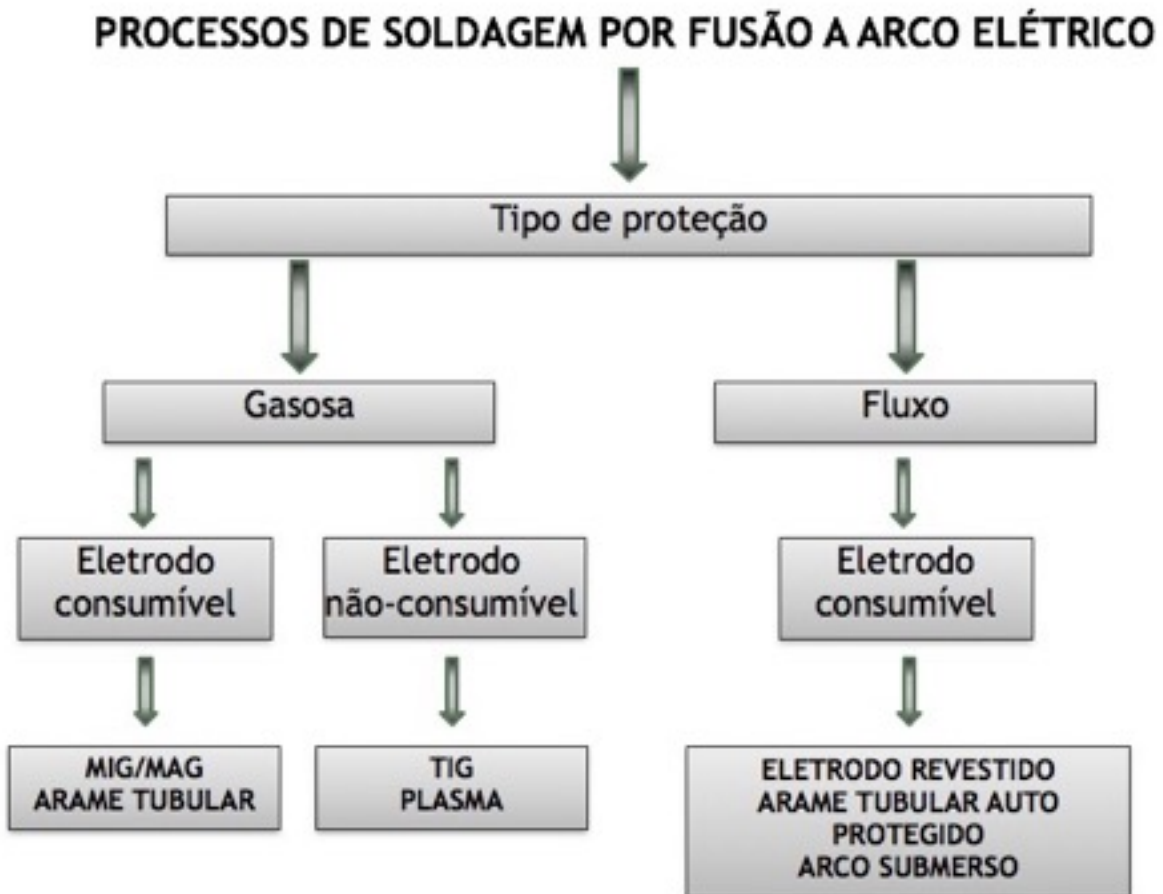 PROCESSOS DE SOLDAGEM POR FUSÃO A ARCO ELÉTRICO
Tipo de proteção
Gasosa
Fluxo
Eletrodo
consumível
Eletrodo
não-consumível
Eletrodo
consumível
MIG/MAG
ARAME TUBULAR
TIG
PLASMA
ELETRODO REVESTIDO
ARAME TUBULAR AUTO
PROTEGIDO
ARCO SUBMERSO